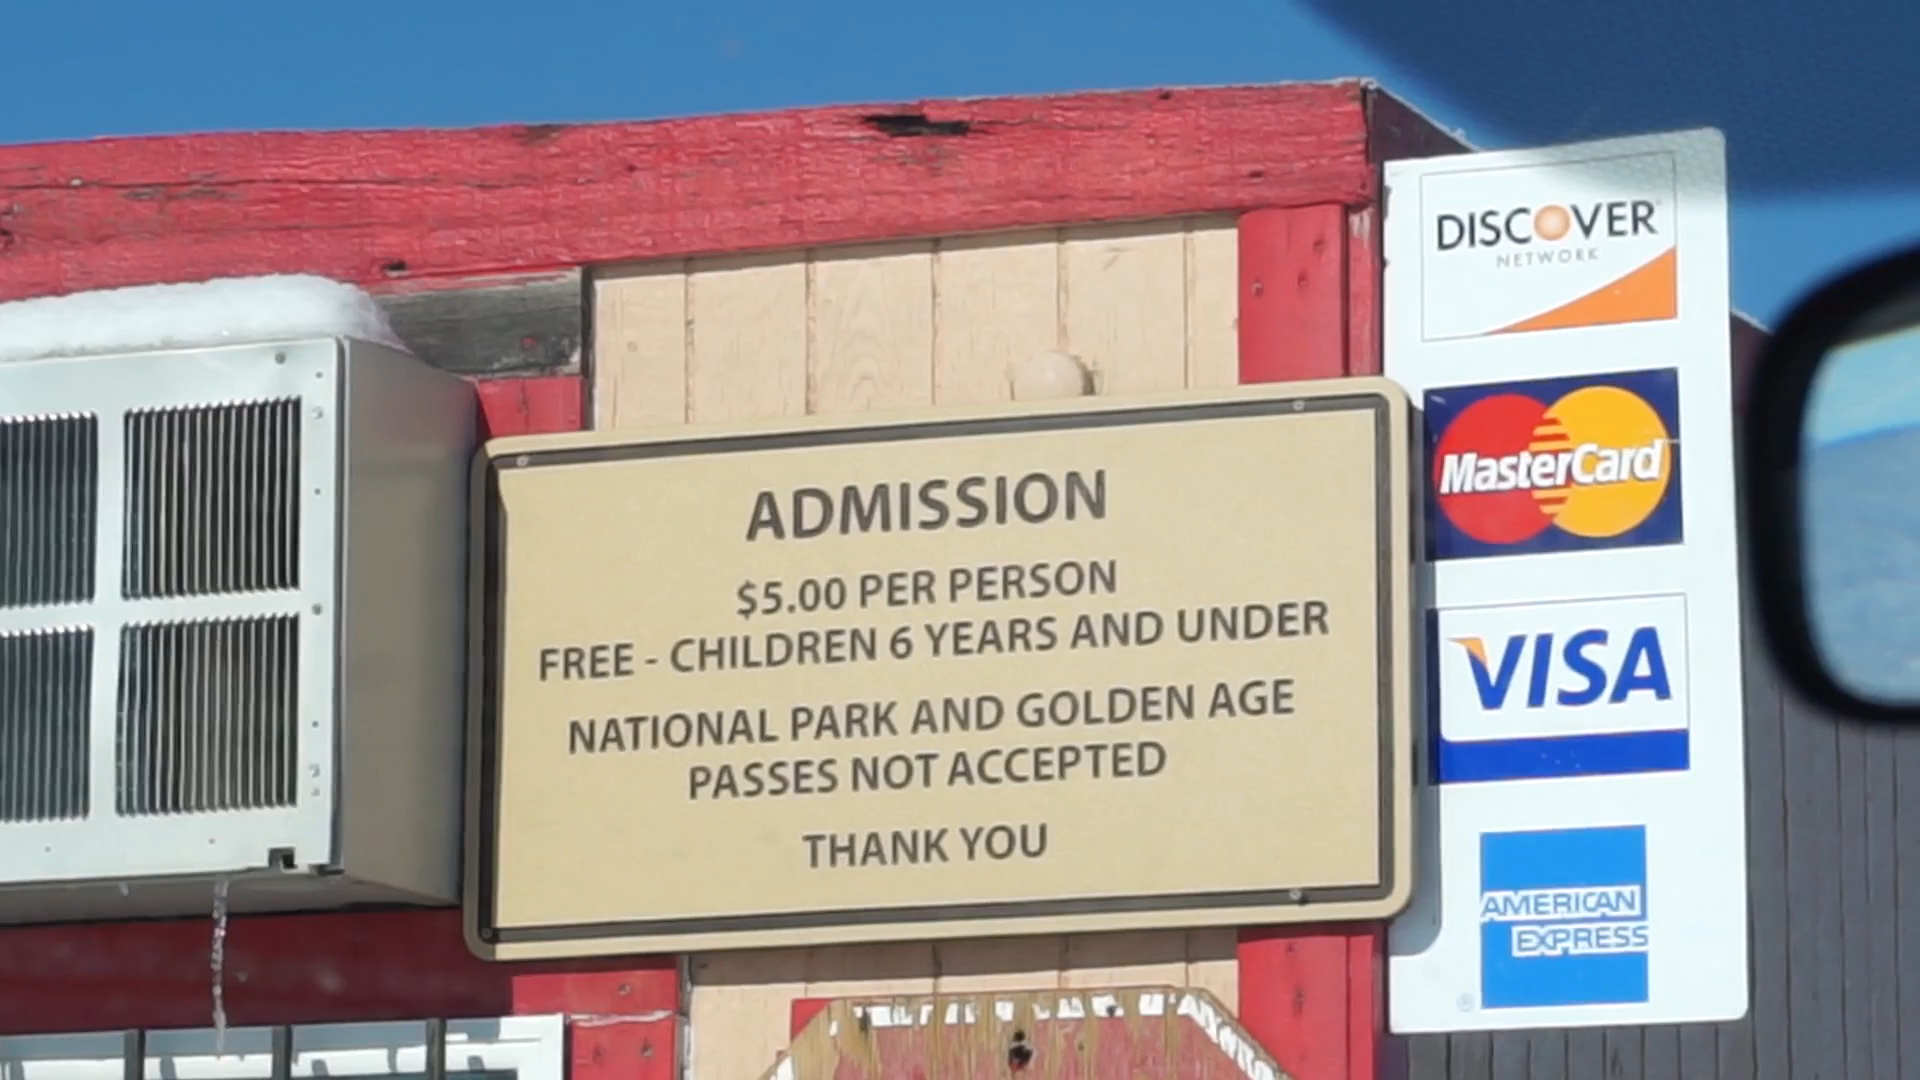 ADMISSION
$5.00 PER PERSON
FREE - CHILDREN 6 YEARS AND UNDER
NATIONAL PARK AND GOLDEN AGE
PASSES NOT ACCEPTED
THANK YOU
DISCOVER
NETWORK
MasterCard
VISA
AMERICAN
EXPRESS